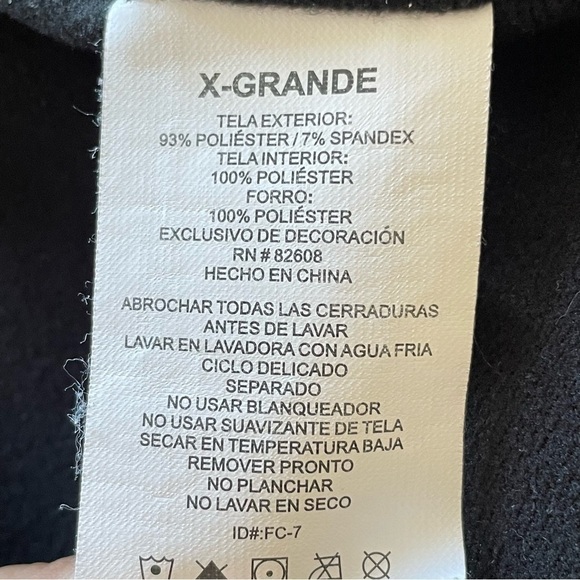 X-GRANDE
TELA EXTERIOR:
93% POLIÉSTER / 7% SPANDEX
TELA INTERIOR:
100% POLIÉSTER
FORRO:
100% POLIÉSTER
EXCLUSIVO DE DECORACIÓN
RN # 82608
HECHO EN CHINA
ABROCHAR TODAS LAS CERRADURAS
ANTES DE LAVAR
LAVAR EN LAVADORA CON AGUA FRIA
CICLO DELICADO
SEPARADO
NO USAR BLANQUEADOR
NO USAR SUAVIZANTE DE TELA
SECAR EN TEMPERATURA BAJA
REMOVER PRONTO
NO PLANCHAR
NO LAVAR EN SECO
ID#:FC-7